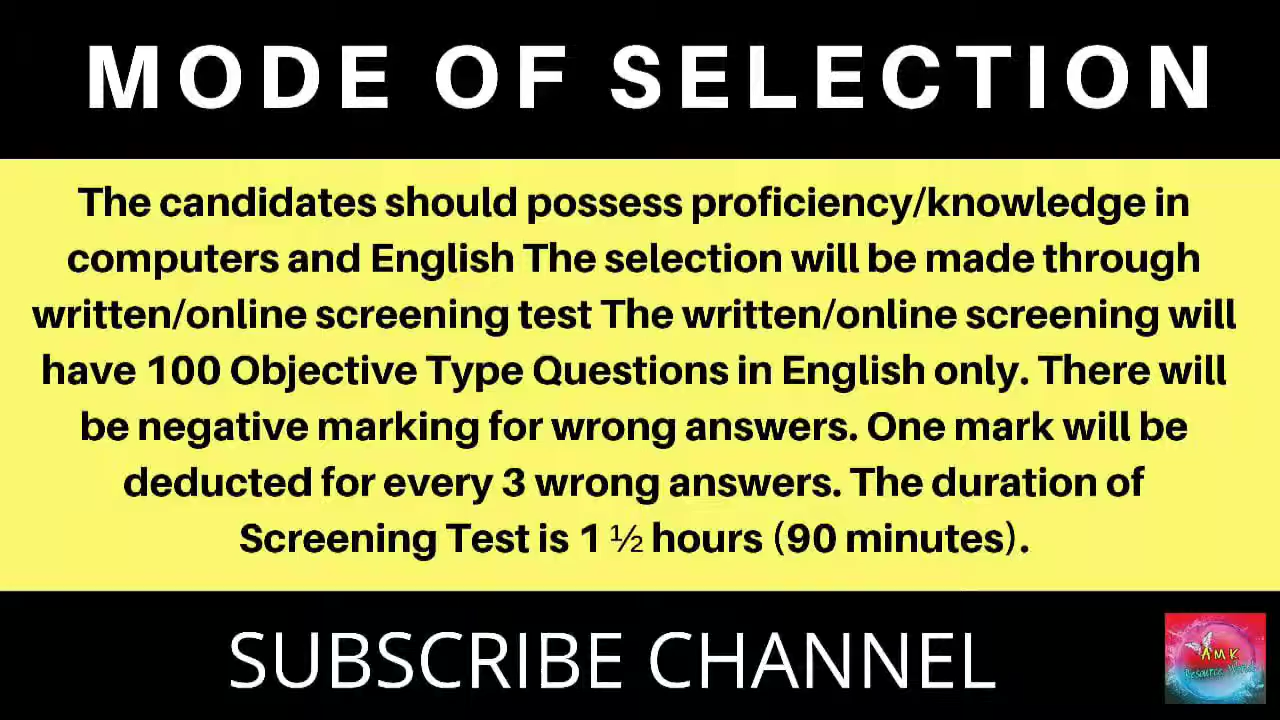 MODE OF SELECTION
The candidates should possess proficiency/knowledge in
computers and English The selection will be made through
written/online screening test The written/online screening will
have 100 Objective Type Questions in English only. There will
be negative marking for wrong answers. One mark will be
deducted for every 3 wrong answers. The duration of
Screening Test is 1 ½ hours (90 minutes).
SUBSCRIBE CHANNEL
AMK
Resource